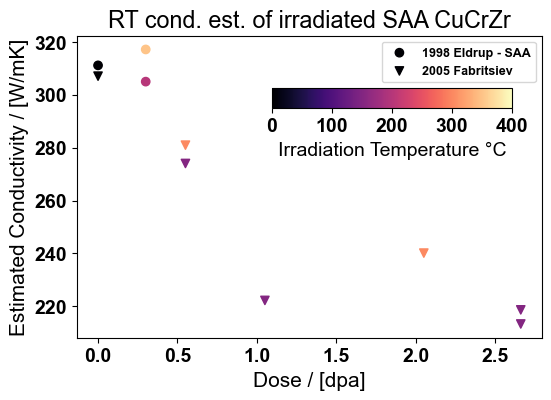 RT cond. est. of irradiated SAA CuCrZr
Estimated Conductivity / [W/mK]
320
300
280
260
240
220
1998 Eldrup - SAA
2005 Fabritsiev
0 100 200 300 400
Irradiation Temperature °C
0.0 0.5 1.0 1.5 2.0 2.5
Dose / [dpa]